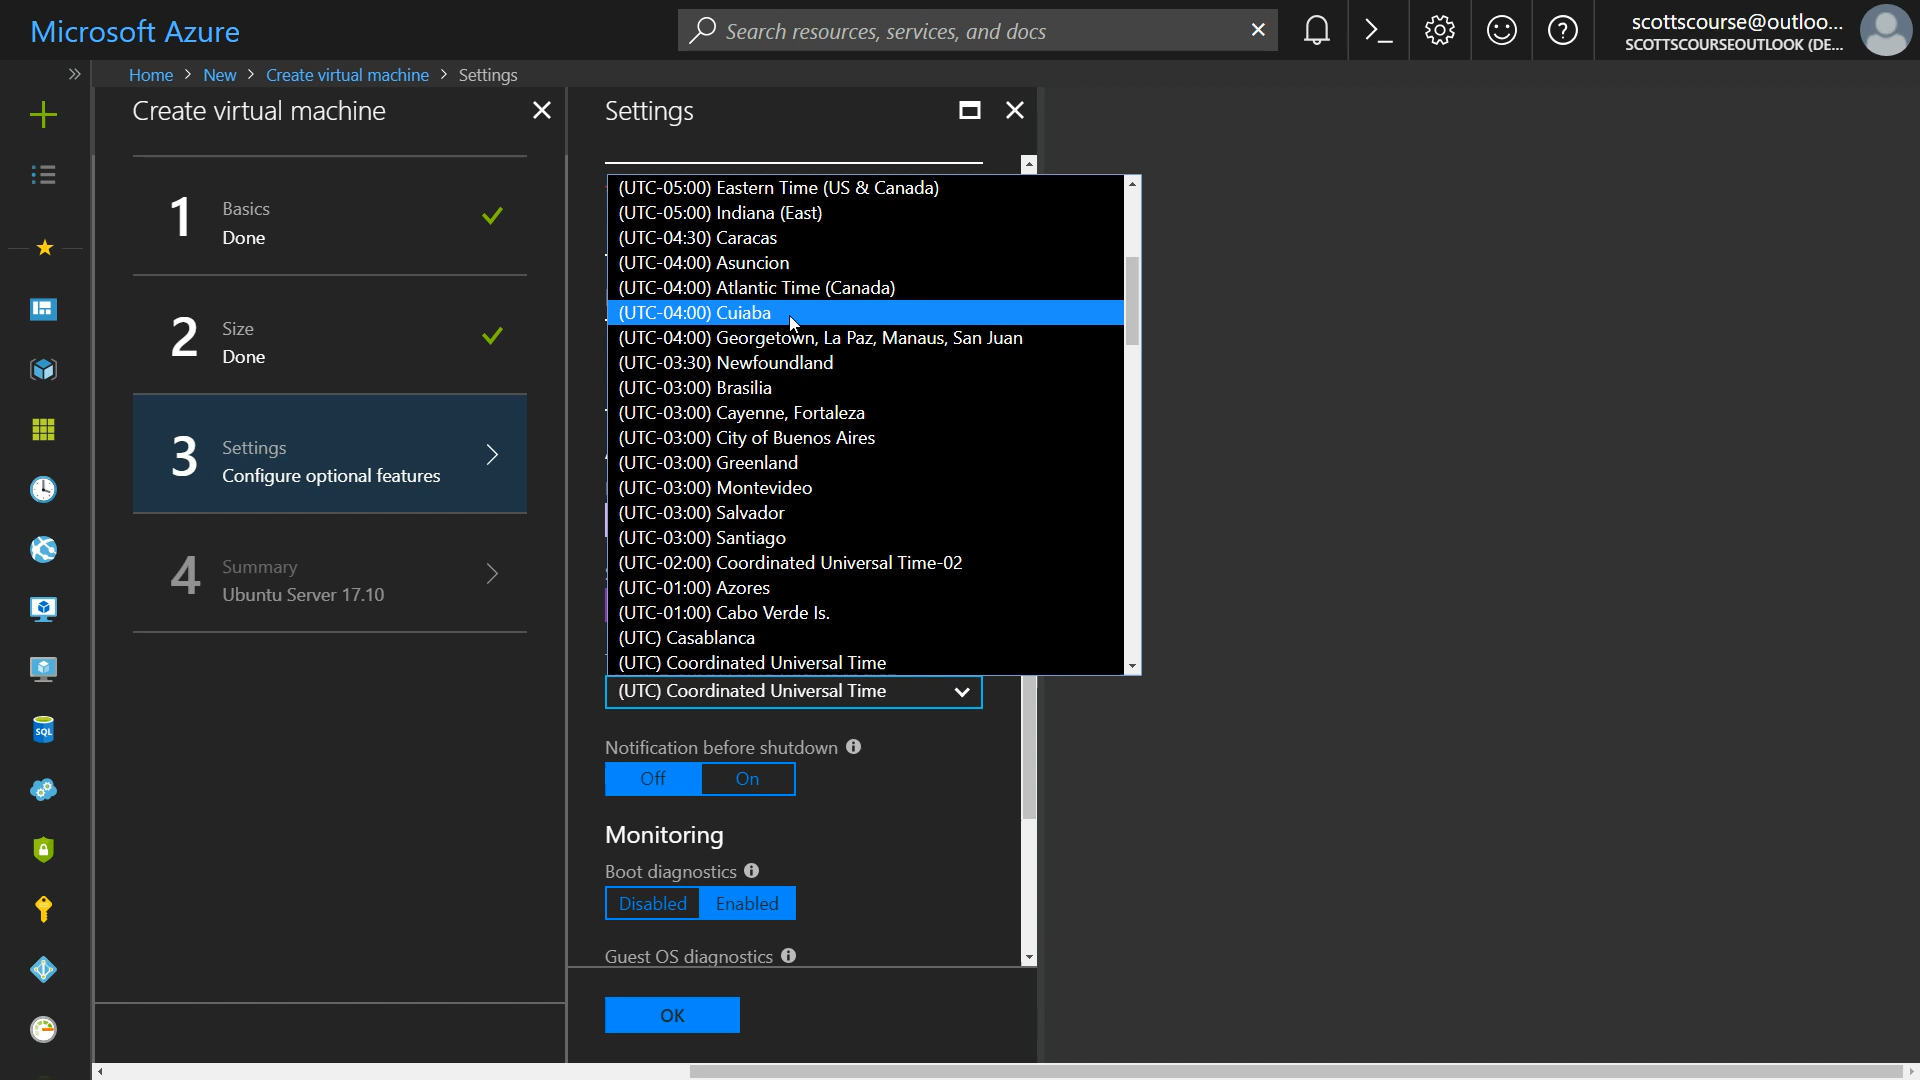 Microsoft Azure
Search resources, services, and docs
scottscourse@outloo...
SCOTTSCOURSEOUTLOOK (DE...
Home > New > Create virtual machine > Settings
Create virtual machine
1
Basics
Done
2
Size
Done
3
Settings
Configure optional features
4
Summary
Ubuntu Server 17.10
SQL
Settings
(UTC-05:00) Eastern Time (US & Canada)
(UTC-05:00) Indiana (East)
(UTC-04:30) Caracas
(UTC-04:00) Asuncion
(UTC-04:00) Atlantic Time (Canada)
(UTC-04:00) Cuiaba
(UTC-04:00) Georgetown, La Paz, Manaus, San Juan
(UTC-03:30) Newfoundland
(UTC-03:00) Brasilia
(UTC-03:00) Cayenne, Fortaleza
(UTC-03:00) City of Buenos Aires
(UTC-03:00) Greenland
(UTC-03:00) Montevideo
(UTC-03:00) Salvador
(UTC-03:00) Santiago
(UTC-02:00) Coordinated Universal Time-02
(UTC-01:00) Azores
(UTC-01:00) Cabo Verde Is.
(UTC) Casablanca
(UTC) Coordinated Universal Time
(UTC) Coordinated Universal Time
Notification before shutdown
Off On
Monitoring
Boot diagnostics
Disabled Enabled
Guest OS diagnostics
OK